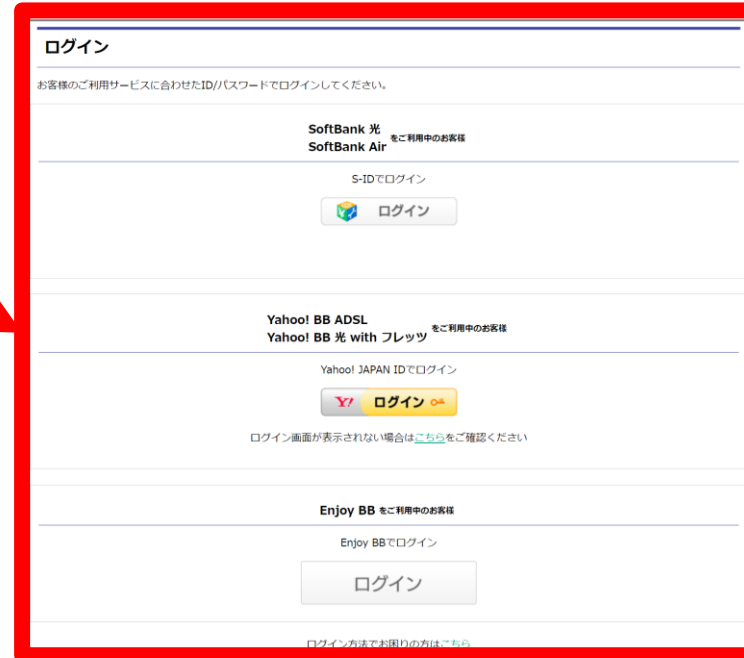 ログイン
お客様のご利用サービスに合わせたID/パスワードでログインしてください。
SoftBank 光
SoftBank Air
をご利用中のお客様
S-IDでログイン
ログイン
Yahoo! BB ADSL
Yahoo! BB 光 with フレッツ
をご利用中のお客様
Yahoo! JAPAN IDでログイン
Y! ログイン
ログイン画面が表示されない場合はこちらをご確認ください
Enjoy BB をご利用中のお客様
Enjoy BBでログイン
ログイン
ログイン方法でお困りの方はこちら